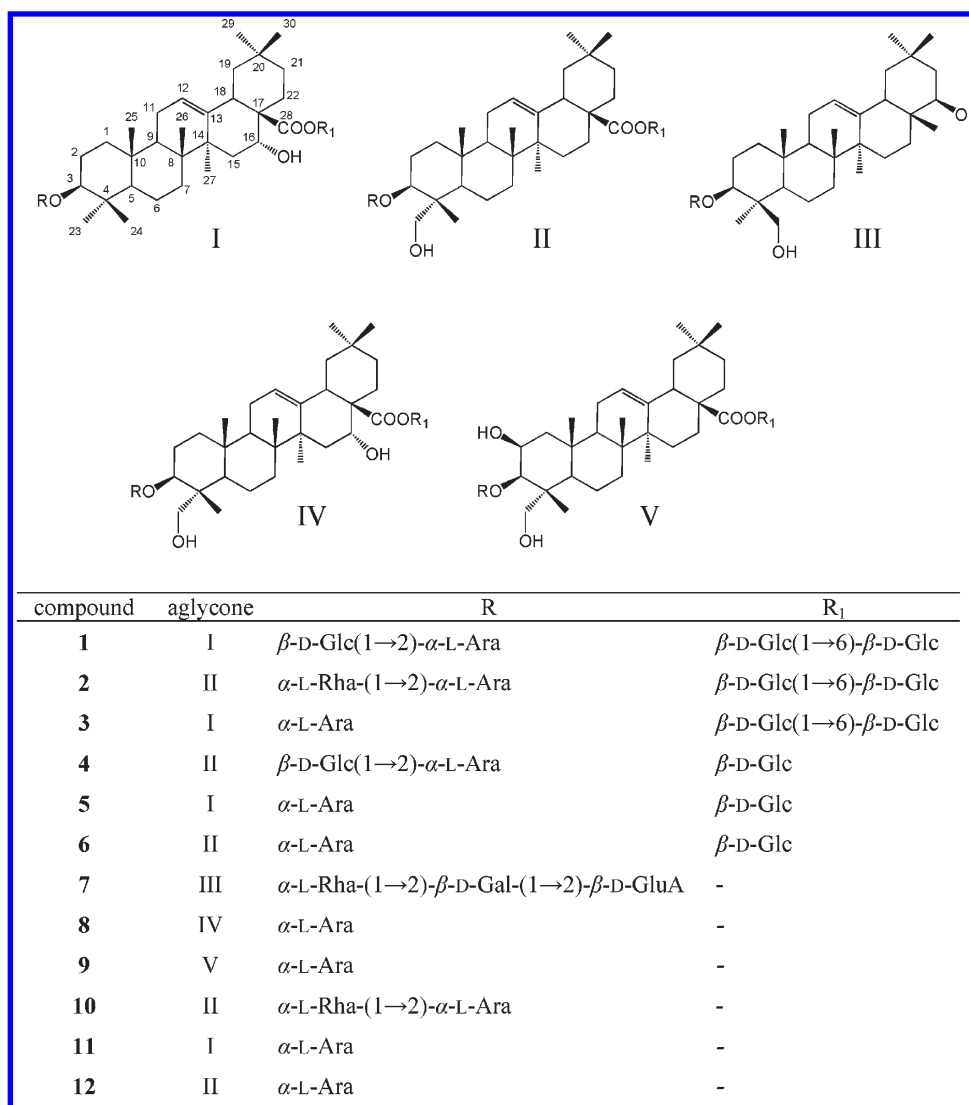 29 30
19 20 21
12 18 22
11 17 28
25 26 13 COOR₁
1 9 14 16
2 10 8 15 OH
3 5 7 27
RO 4 6
23 24
I
COOR₁
RO
OH
II
O
RO
OH
III
COOR₁
OH
RO
OH
IV
HO
COOR₁
RO
OH
V
compound aglycone R R₁
1 I β-D-Glc(1→2)-α-L-Ara β-D-Glc(1→6)-β-D-Glc
2 II α-L-Rha-(1→2)-α-L-Ara β-D-Glc(1→6)-β-D-Glc
3 I α-L-Ara β-D-Glc(1→6)-β-D-Glc
4 II β-D-Glc(1→2)-α-L-Ara β-D-Glc
5 I α-L-Ara β-D-Glc
6 II α-L-Ara β-D-Glc
7 III α-L-Rha-(1→2)-β-D-Gal-(1→2)-β-D-GluA -
8 IV α-L-Ara -
9 V α-L-Ara -
10 II α-L-Rha-(1→2)-α-L-Ara -
11 I α-L-Ara -
12 II α-L-Ara -